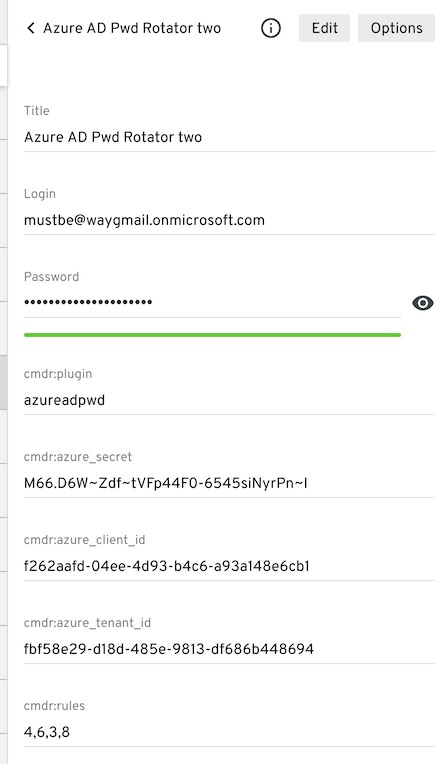 Azure AD Pwd Rotator two
Edit
Options
Title
Azure AD Pwd Rotator two
Login
mustbe@waygmail.onmicrosoft.com
Password
•••••••••••••••••••••
cmdr:plugin
azureadpwd
cmdr:azure_secret
M66.D6W~Zdf~tVFp44F0-6545siNyrPn~I
cmdr:azure_client_id
f262aafd-04ee-4d93-b4c6-a93a148e6cb1
cmdr:azure_tenant_id
fbf58e29-d18d-485e-9813-df686b448694
cmdr:rules
4,6,3,8